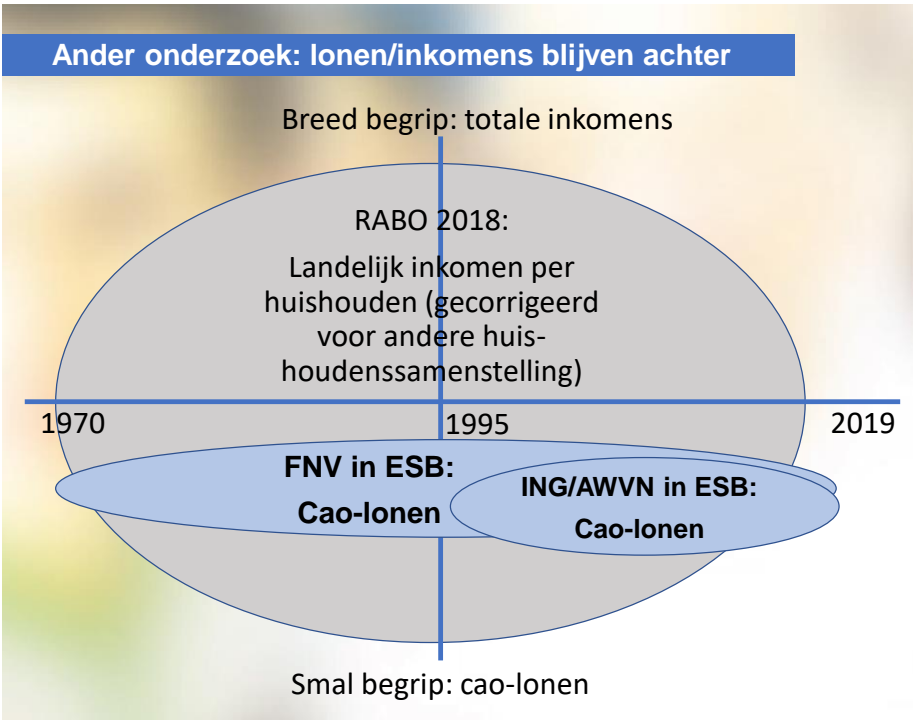 Ander onderzoek: lonen/inkomens blijven achter
Breed begrip: totale inkomens
RABO 2018:
Landelijk inkomen per
huishouden (gecorrigeerd
voor andere huis-
houdenssamenstelling)
1970
1995
2019
FNV in ESB:
Cao-lonen
ING/AWVN in ESB:
Cao-lonen
Smal begrip: cao-lonen